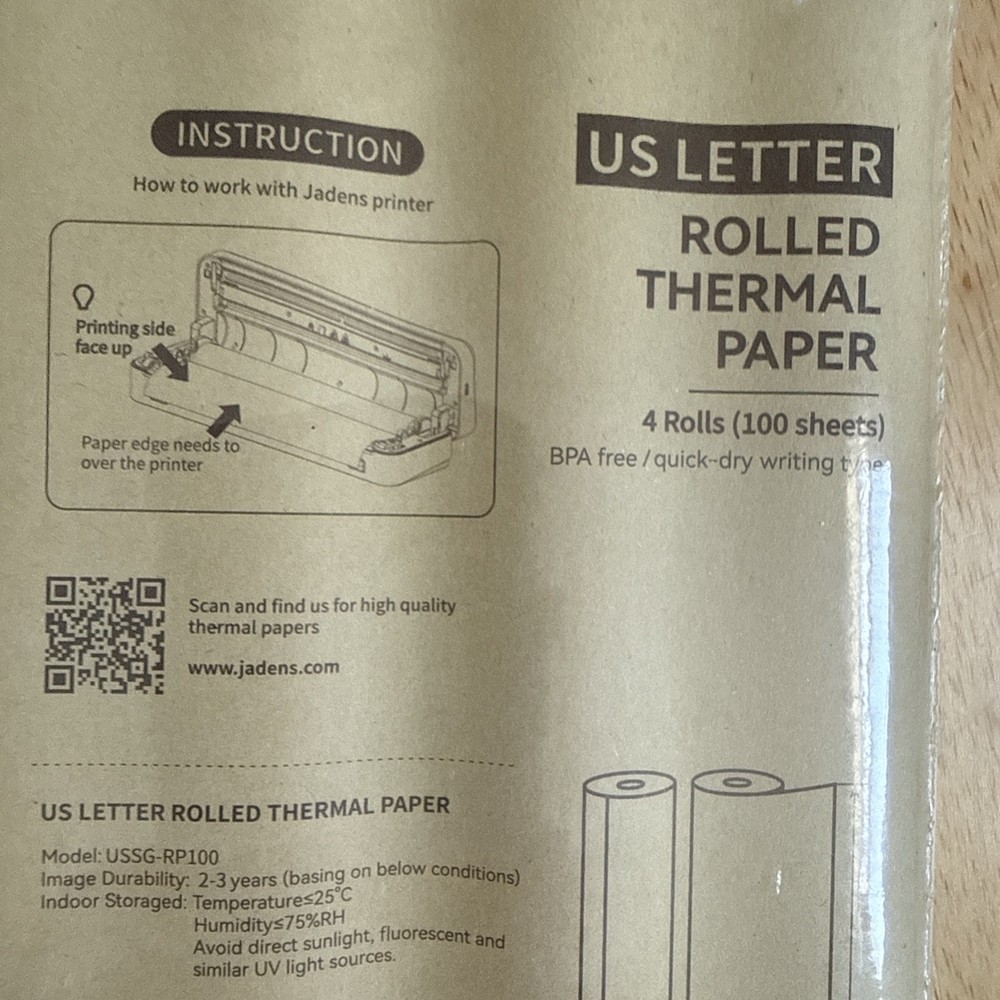 INSTRUCTION
How to work with Jadens printer
Printing side
face up
Paper edge needs to
over the printer
Scan and find us for high quality
thermal papers
www.jadens.com
US LETTER ROLLED THERMAL PAPER
Model: USSG-RP100
Image Durability: 2-3 years (basing on below conditions)
Indoor Storaged: Temperature≤25°C
Humidity≤75%RH
Avoid direct sunlight, fluorescent and
similar UV light sources.
US LETTER
ROLLED
THERMAL
PAPER
4 Rolls (100 sheets)
BPA free / quick-dry writing type